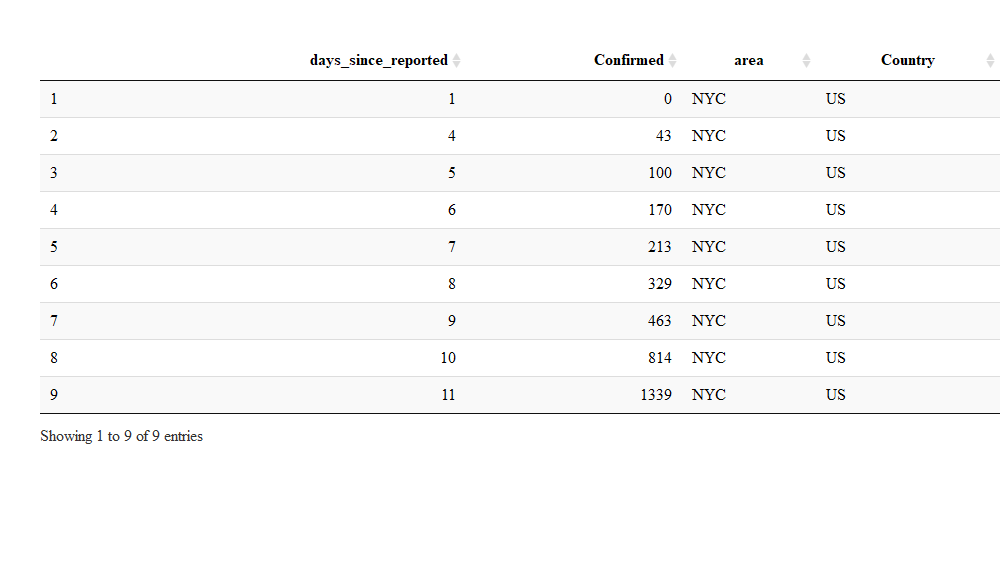 days_since_reported Confirmed area Country
1 1 0 NYC US
2 4 43 NYC US
3 5 100 NYC US
4 6 170 NYC US
5 7 213 NYC US
6 8 329 NYC US
7 9 463 NYC US
8 10 814 NYC US
9 11 1339 NYC US
Showing 1 to 9 of 9 entries